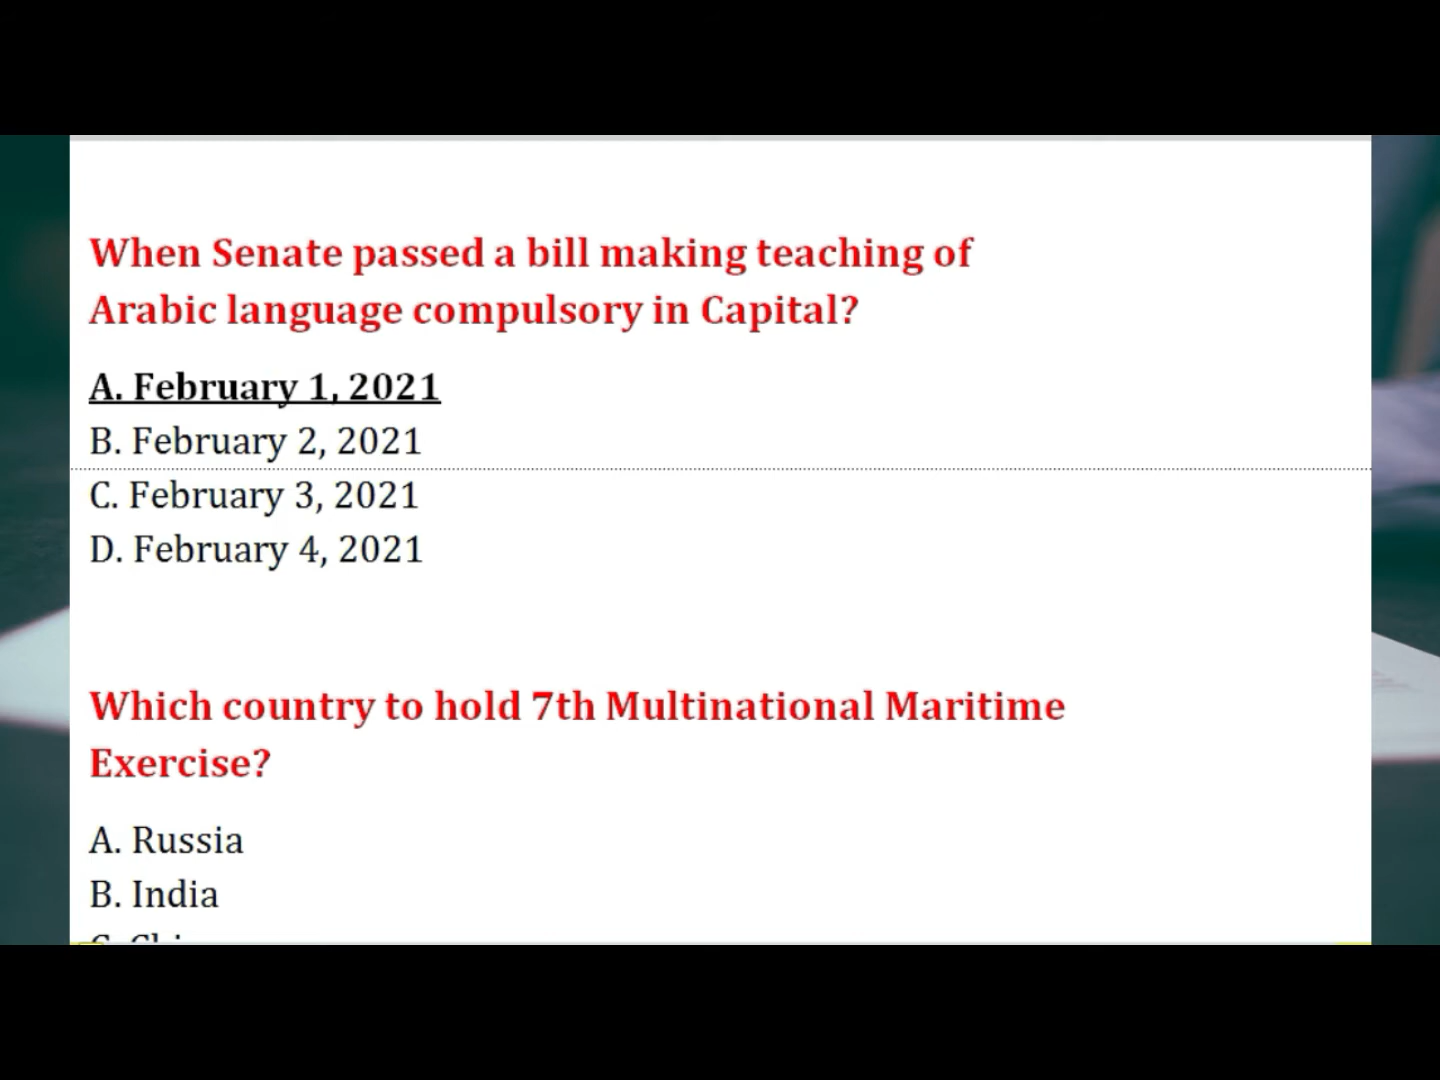 When Senate passed a bill making teaching of
Arabic language compulsory in Capital?
A. February 1, 2021
B. February 2, 2021
C. February 3, 2021
D. February 4, 2021
Which country to hold 7th Multinational Maritime
Exercise?
A. Russia
B. India